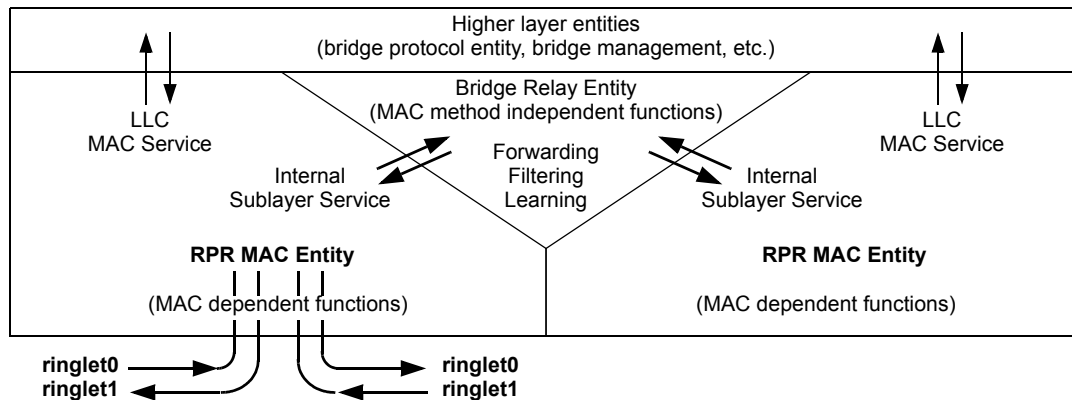 Higher layer entities
(bridge protocol entity, bridge management, etc.)
Bridge Relay Entity
(MAC method independent functions)
LLC
MAC Service
LLC
MAC Service
Forwarding
Filtering
Learning
Internal
Sublayer Service
Internal
Sublayer Service
RPR MAC Entity
RPR MAC Entity
(MAC dependent functions)
(MAC dependent functions)
ringlet0
ringlet0
ringlet1
ringlet1